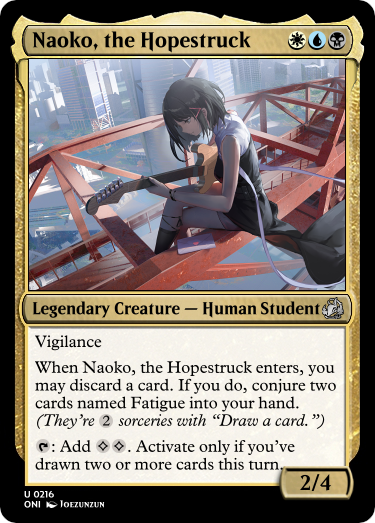 Naoko, the Hopestruck
Legendary Creature — Human Student
Vigilance
When Naoko, the Hopestruck enters, you
may discard a card. If you do, conjure two
cards named Fatigue into your hand.
(They're 2 sorceries with “Draw a card.”)
: Add . Activate only if you've
drawn two or more cards this turn.
2/4
U 0216
ONI Joezunzun